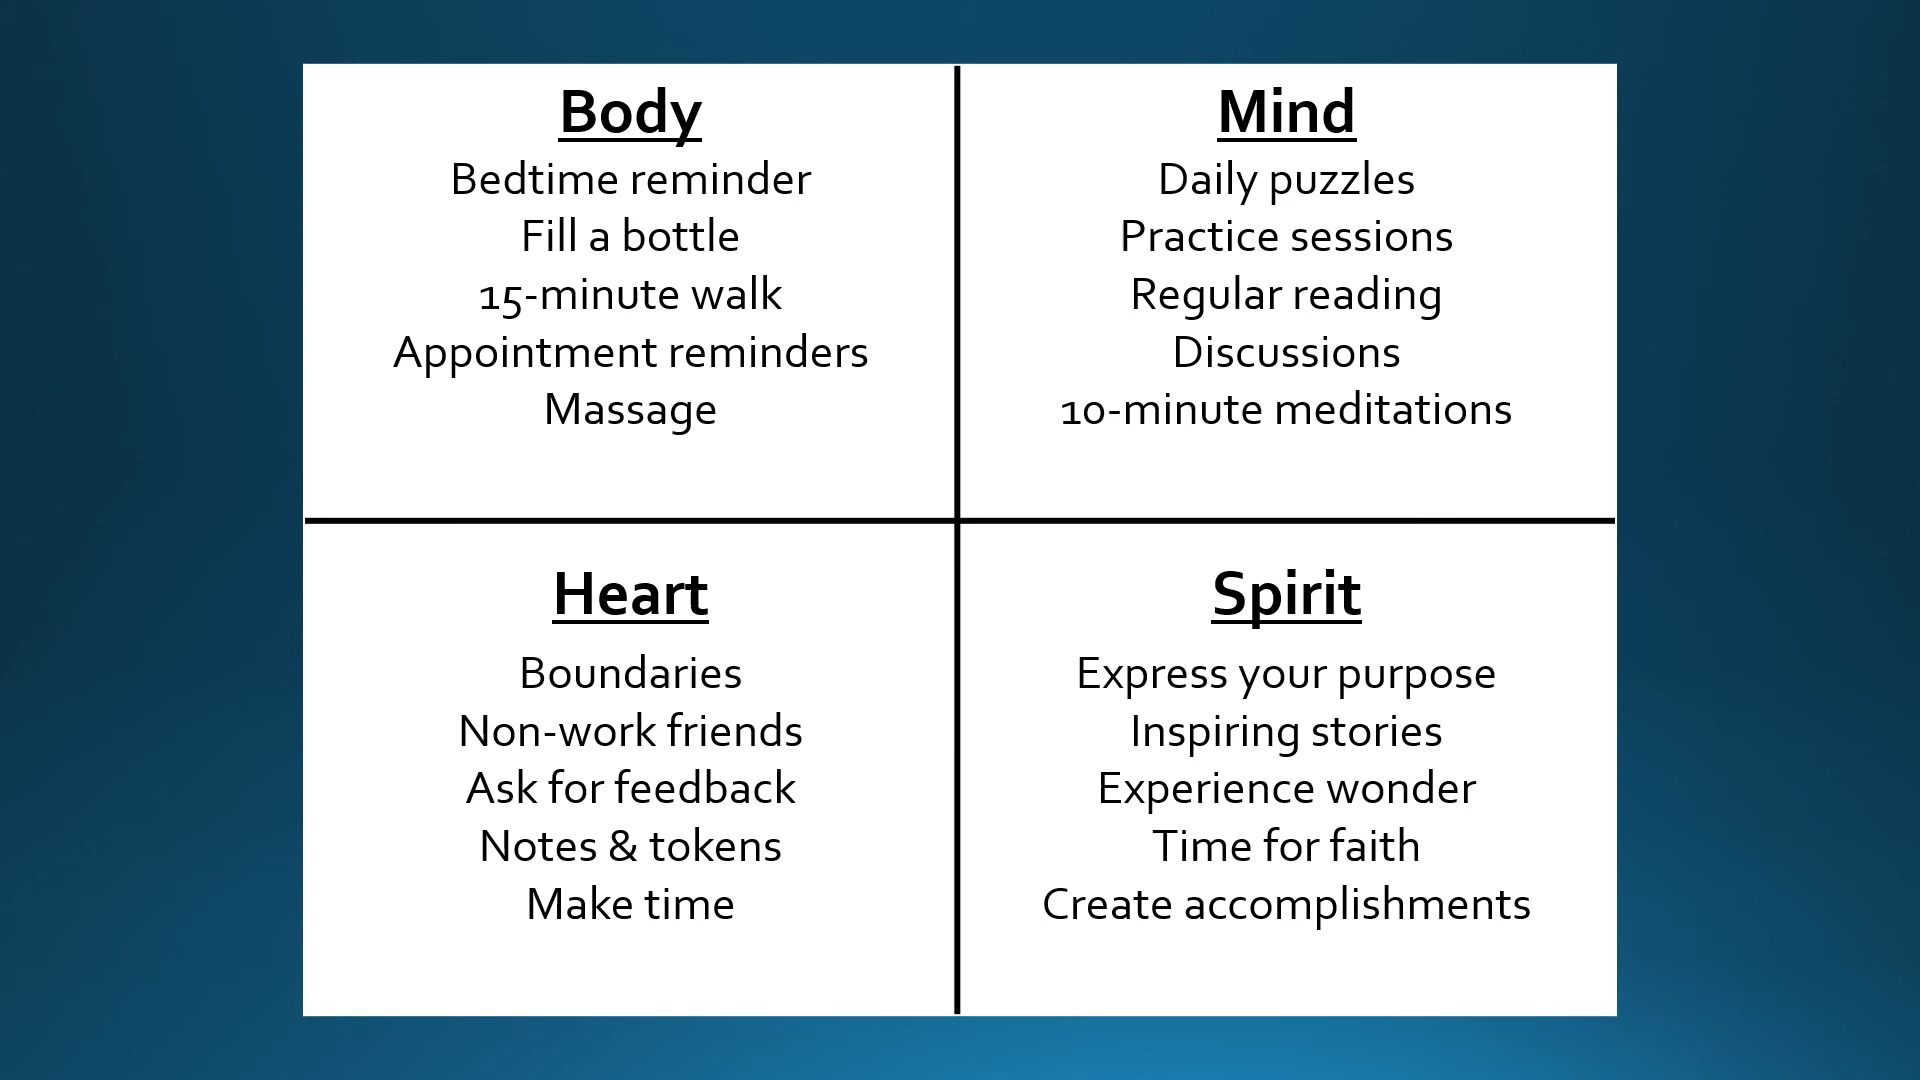 Body
Bedtime reminder
Fill a bottle
15-minute walk
Appointment reminders
Massage
Mind
Daily puzzles
Practice sessions
Regular reading
Discussions
10-minute meditations
Heart
Boundaries
Non-work friends
Ask for feedback
Notes & tokens
Make time
Spirit
Express your purpose
Inspiring stories
Experience wonder
Time for faith
Create accomplishments